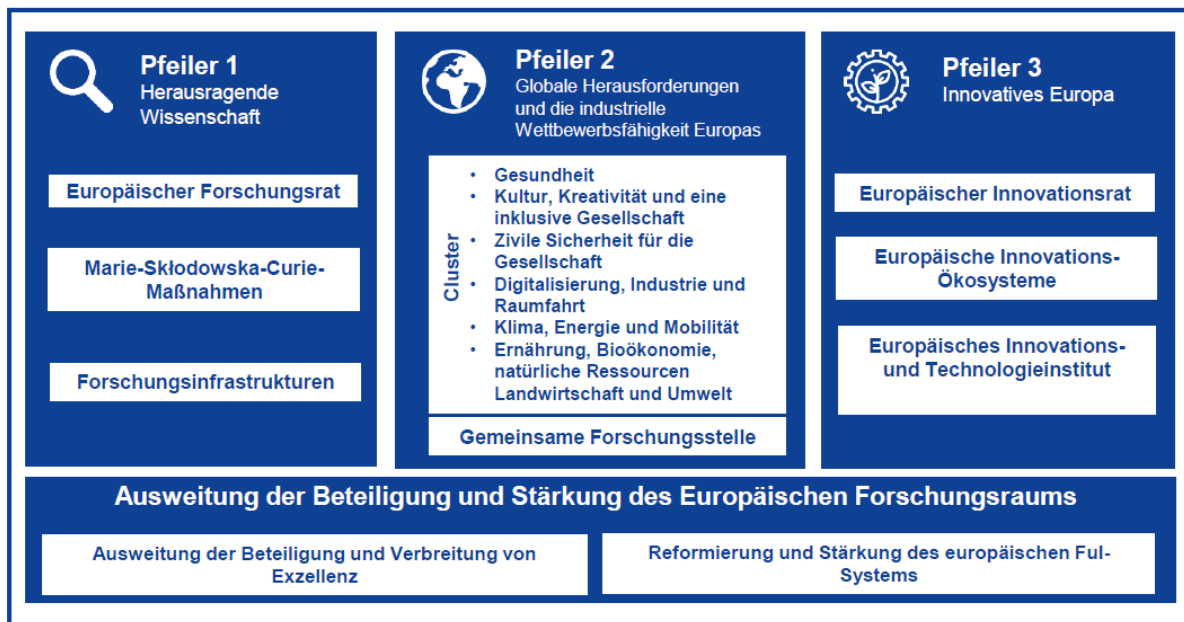 Pfeiler 1
Herausragende
Wissenschaft
Europäischer Forschungsrat
Marie-Skłodowska-Curie-
Maßnahmen
Forschungsinfrastrukturen
Pfeiler 2
Globale Herausforderungen
und die industrielle
Wettbewerbsfähigkeit Europas
Cluster
• Gesundheit
• Kultur, Kreativität und eine
inklusive Gesellschaft
• Zivile Sicherheit für die
Gesellschaft
• Digitalisierung, Industrie und
Raumfahrt
• Klima, Energie und Mobilität
• Ernährung, Bioökonomie,
natürliche Ressourcen
Landwirtschaft und Umwelt
Gemeinsame Forschungsstelle
Pfeiler 3
Innovatives Europa
Europäischer Innovationsrat
Europäische Innovations-
Ökosysteme
Europäisches Innovations-
und Technologieinstitut
Ausweitung der Beteiligung und Stärkung des Europäischen Forschungsraums
Ausweitung der Beteiligung und Verbreitung von
Exzellenz
Reformierung und Stärkung des europäischen FuI-
Systems